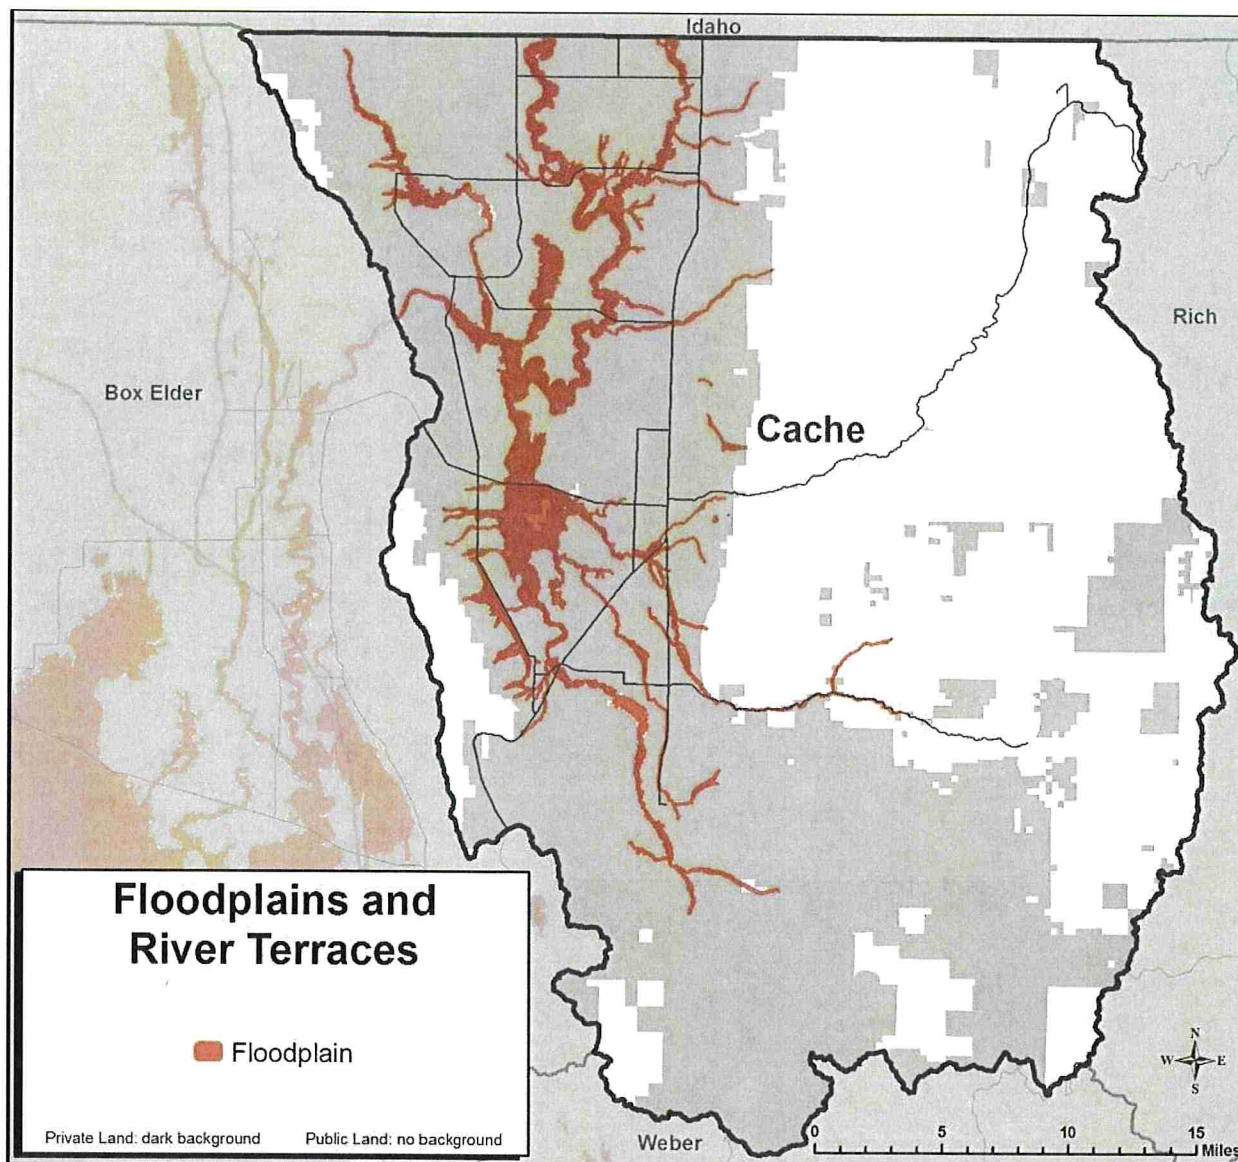 Idaho
Rich
Box Elder
Cache
Floodplains and
River Terraces
Floodplain
Private Land: dark background Public Land: no background
Weber
N
W E
S
0 5 10 15
Miles